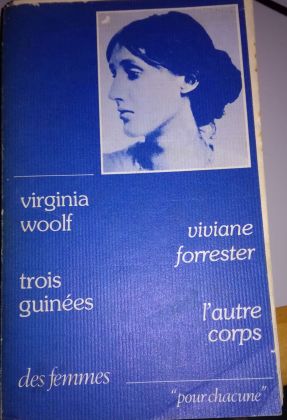 virginia
woolf
viviane
forrester
trois
guinées
l'autre
corps
des femmes
"pour chacune"